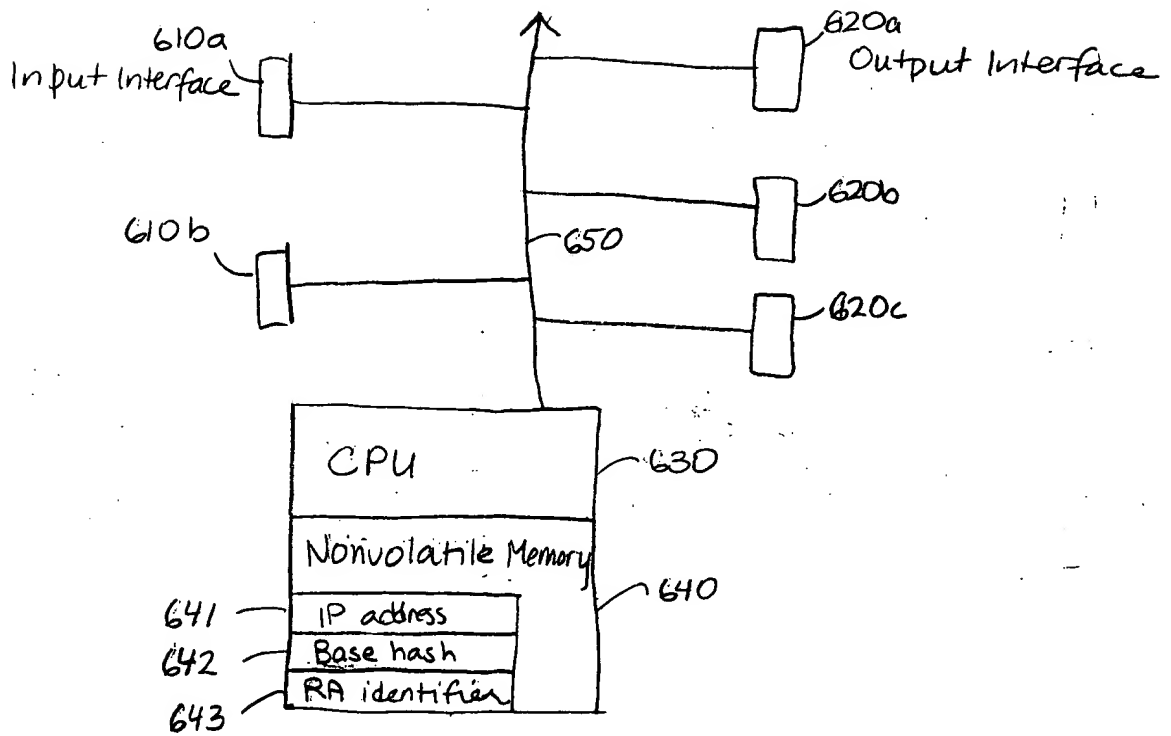 610a
Input Interface
620a
Output Interface
620b
610b
650
620c
CPU
630
Nonvolatile Memory
640
641
IP address
642
Base hash
643
RA identifier